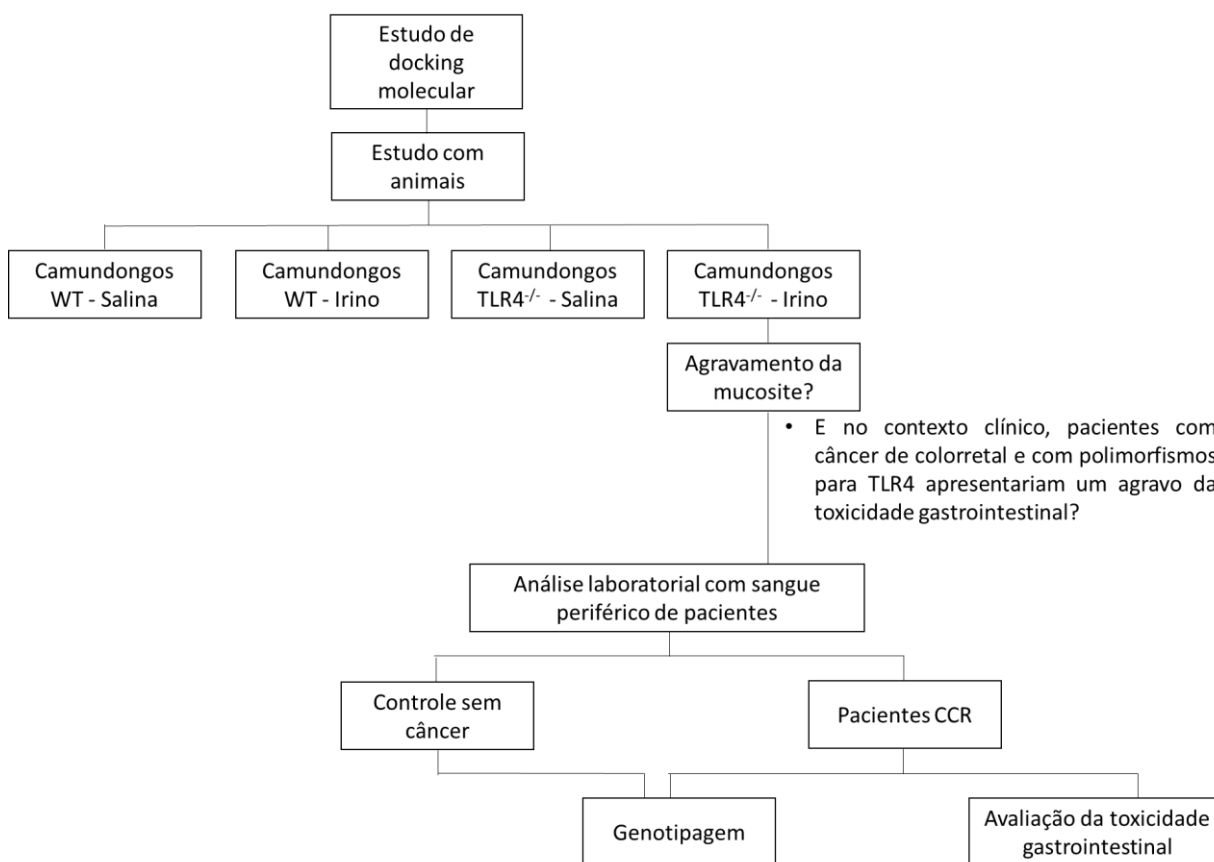 Estudo de
docking
molecular
Estudo com
animais
Camundongos
WT - Salina
Camundongos
WT - Irino
Camundongos
TLR4-/- - Salina
Camundongos
TLR4-/- - Irino
Agravamento da
mucosite?
• E no contexto clínico, pacientes com
câncer de colorretal e com polimorfismos
para TLR4 apresentariam um agravo da
toxicidade gastrointestinal?
Análise laboratorial com sangue
periférico de pacientes
Controle sem
câncer
Pacientes CCR
Genotipagem
Avaliação da toxicidade
gastrointestinal